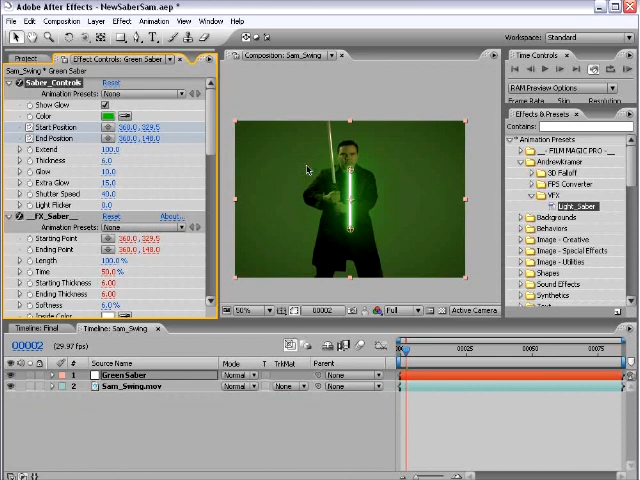 Adobe After Effects - NewSaberSam.aep *
File Edit Composition Layer Effect Animation View Window Help
Workspace: Standard
Project Effect Controls: Green Saber
Sam_Swing * Green Saber
Saber_Controls Reset
Animation Presets: None
Show Glow
Color
Start Position 360.0, 329.5
End Position 360.0, 148.0
Extend 100.0
Thickness 6.0
Glow 10.0
Extra Glow 15.0
Shutter Speed 40.0
Light Flicker 0.0
__FX_Saber__ Reset About...
Animation Presets: None
Starting Point 360.0, 329.5
Ending Point 360.0, 148.0
Length 100.0 %
Time 50.0 %
Starting Thickness 6.00
Ending Thickness 6.00
Softness 6.0 %
Inside Color
Composition: Sam_Swing
50% 00002 Full Active Camera
Time Controls
RAM Preview Options
Frame Rate Skip Resolution
Effects & Presets
Contains:
* Animation Presets
__- FILM MAGIC PRO -__
AndrewKramer
3D Falloff
FPS Converter
VFX
Light_Saber
Backgrounds
Behaviors
Image - Creative
Image - Special Effects
Image - Utilities
Shapes
Sound Effects
Synthetics
Timeline: Final Timeline: Sam_Swing
00002 (29.97 fps)
# Source Name Mode T TrkMat Parent
00025 00050 00075
1 Green Saber Normal None
2 Sam_Swing.mov Normal None None